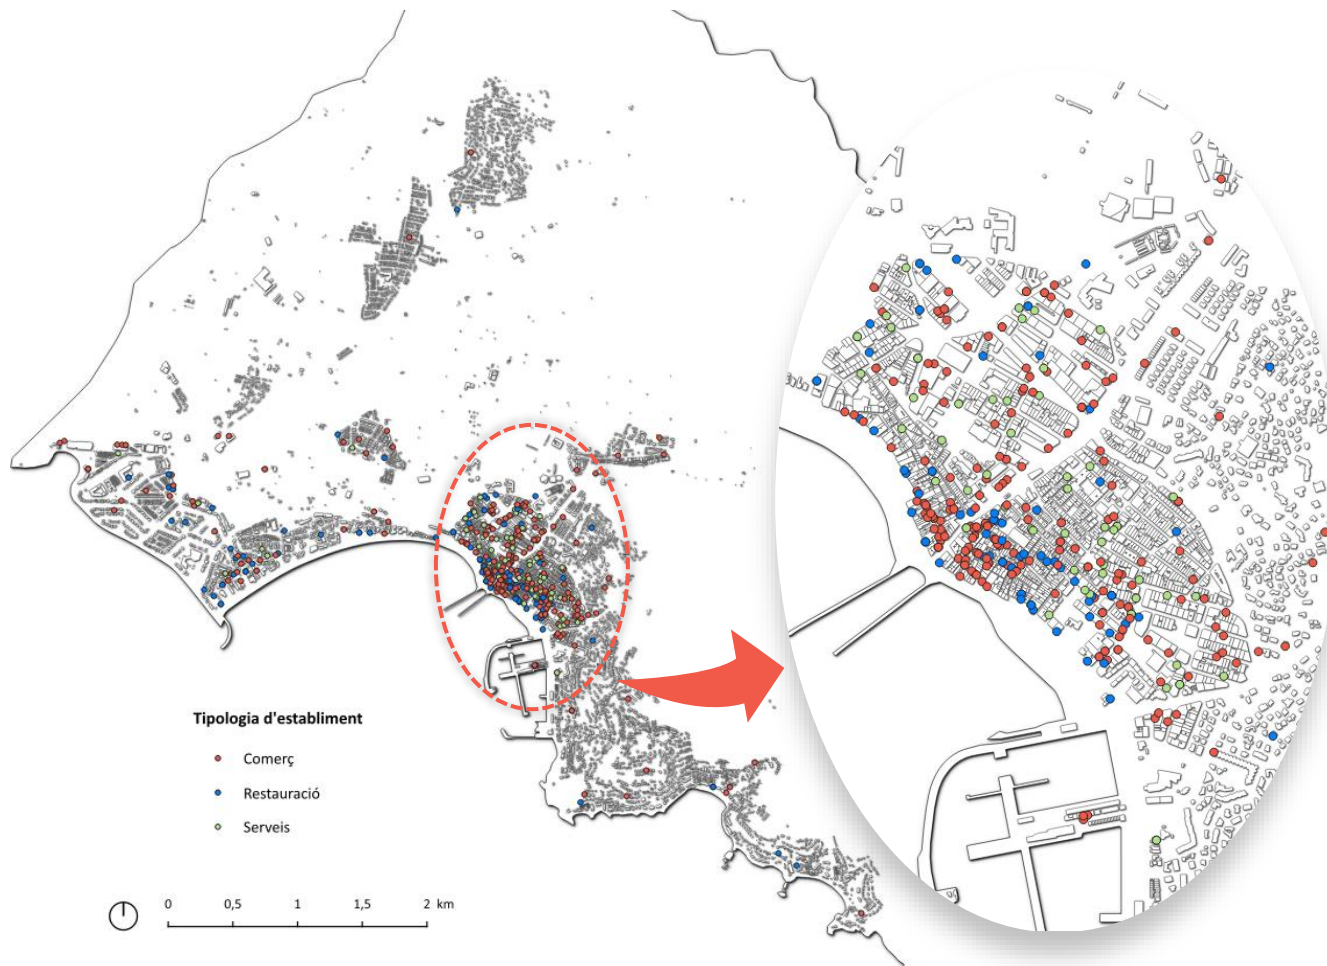 Tipologia d'establiment
Comerç
Restauració
Serveis
0 0,5 1 1,5 2 km